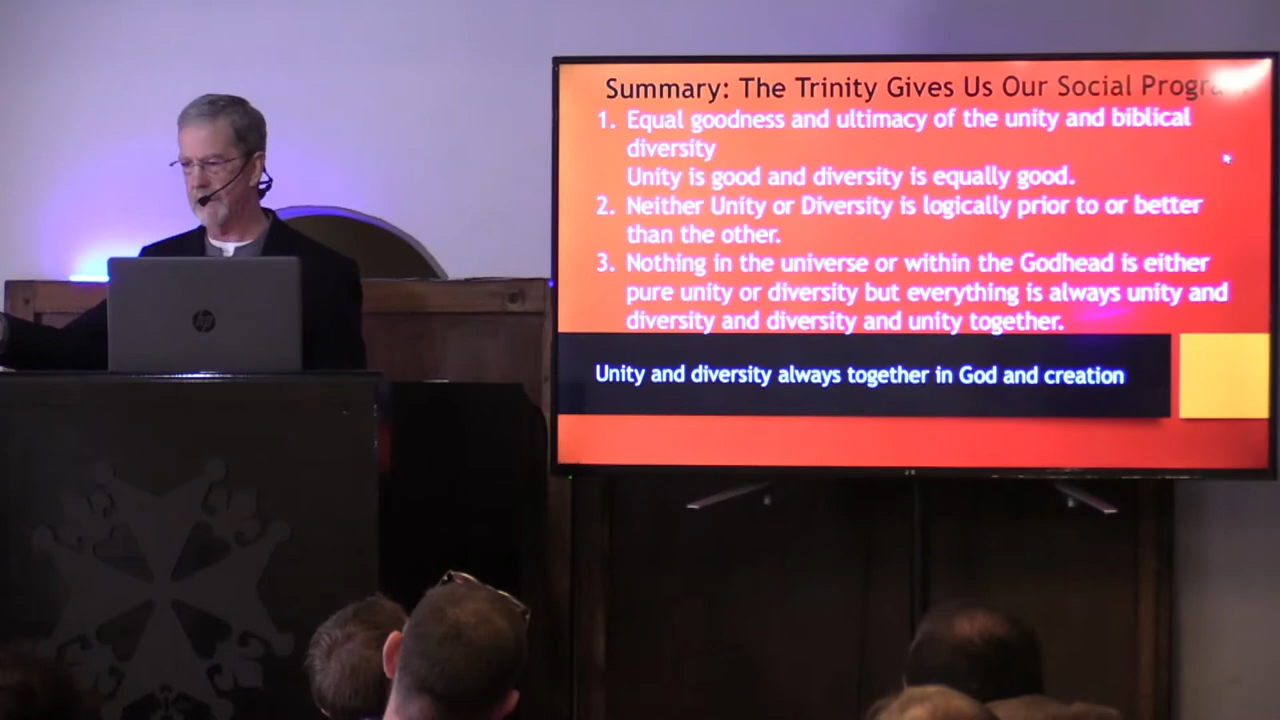 Summary: The Trinity Gives Us Our Social
1. Equal goodness and ultimacy of the unity and biblical
diversity
Unity is good and diversity is equally good.
2. Neither Unity or Diversity is logically prior to or better
than the other.
3. Nothing in the universe or within the Godhead is either
pure unity or diversity but everything is always unity and
diversity and diversity and unity together.
Unity and diversity always together in God and creation
hp